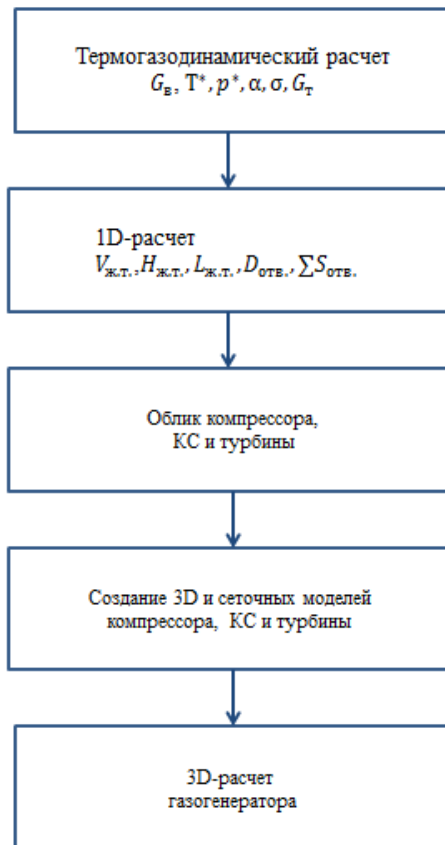 Термогазодинамический расчет
Gв, T*, p*, α, σ, Gт
1D-расчет
Vж.т., Hж.т., Lж.т., Dотв., ∑Sотв.
Облик компрессора,
КС и турбины
Создание 3D и сеточных моделей
компрессора, КС и турбины
3D-расчет
газогенератора